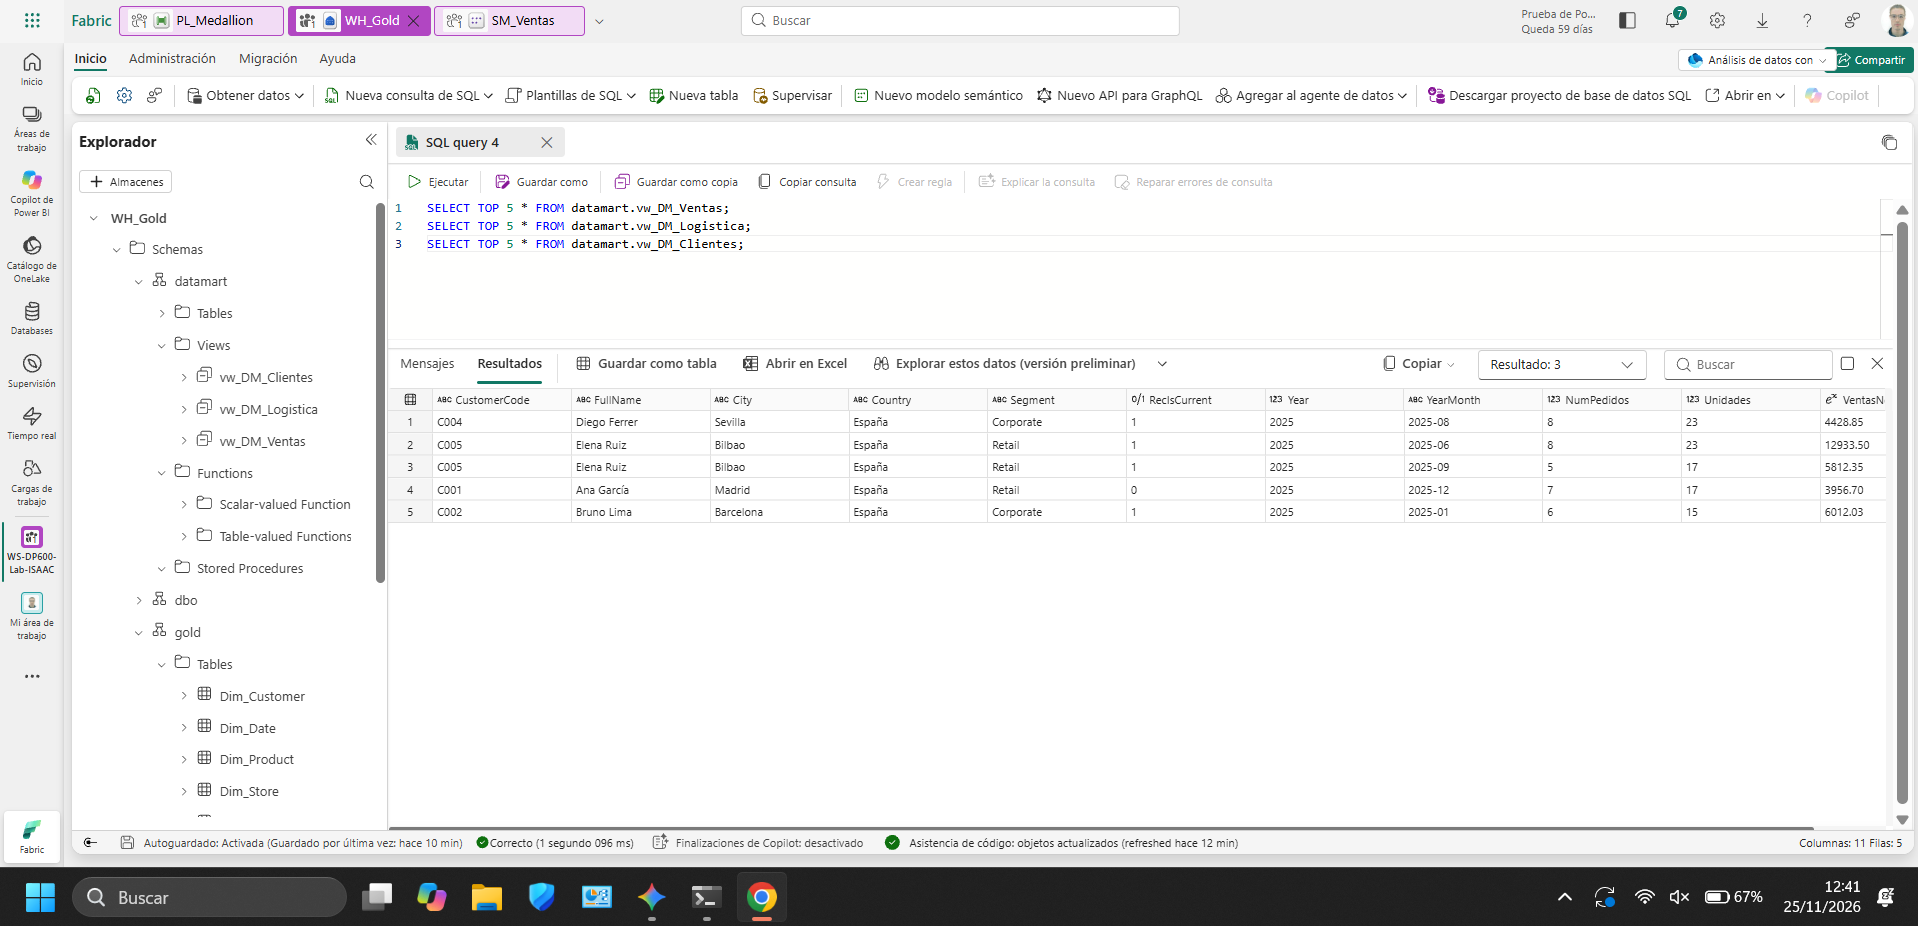 Fabric
PL_Medallion
WH_Gold
SM_Ventas
Buscar
Prueba de Po...
Queda 59 días
7
Inicio
Administración
Migración
Ayuda
Análisis de datos con
Compartir
Obtener datos
Nueva consulta de SQL
Plantillas de SQL
Nueva tabla
Supervisar
Nuevo modelo semántico
Nuevo API para GraphQL
Agregar al agente de datos
Descargar proyecto de base de datos SQL
Abrir en
Copilot
Inicio
Áreas de
trabajo
Copilot de
Power BI
Catálogo de
OneLake
Databases
Supervisión
Tiempo real
Cargas de
trabajo
WS-DP600-
Lab-ISAAC
Mi área de
trabajo
Fabric
Explorador
Almacenes
WH_Gold
Schemas
datamart
Tables
Views
vw_DM_Clientes
vw_DM_Logistica
vw_DM_Ventas
Functions
Scalar-valued Function
Table-valued Functions
Stored Procedures
dbo
gold
Tables
Dim_Customer
Dim_Date
Dim_Product
Dim_Store
SQL query 4
Ejecutar
Guardar como
Guardar como copia
Copiar consulta
Crear regla
Explicar la consulta
Reparar errores de consulta
1 SELECT TOP 5 * FROM datamart.vw_DM_Ventas;
2 SELECT TOP 5 * FROM datamart.vw_DM_Logistica;
3 SELECT TOP 5 * FROM datamart.vw_DM_Clientes;
Mensajes
Resultados
Guardar como tabla
Abrir en Excel
Explorar estos datos (versión preliminar)
Copiar
Resultado: 3
Buscar
ABC CustomerCode ABC FullName ABC City ABC Country ABC Segment 0/1 RecIsCurrent 123 Year ABC YearMonth 123 NumPedidos 123 Unidades eˣ VentasNe
1 C004 Diego Ferrer Sevilla España Corporate 1 2025 2025-08 8 23 4428.85
2 C005 Elena Ruiz Bilbao España Retail 1 2025 2025-06 8 23 12933.50
3 C005 Elena Ruiz Bilbao España Retail 1 2025 2025-09 5 17 5812.35
4 C001 Ana García Madrid España Retail 0 2025 2025-12 7 17 3956.70
5 C002 Bruno Lima Barcelona España Corporate 1 2025 2025-01 6 15 6012.03
Autoguardado: Activada (Guardado por última vez: hace 10 min)
Correcto (1 segundo 096 ms)
Finalizaciones de Copilot: desactivado
Asistencia de código: objetos actualizados (refreshed hace 12 min)
Columnas: 11 Filas: 5
Buscar
67%
12:41
25/11/2026